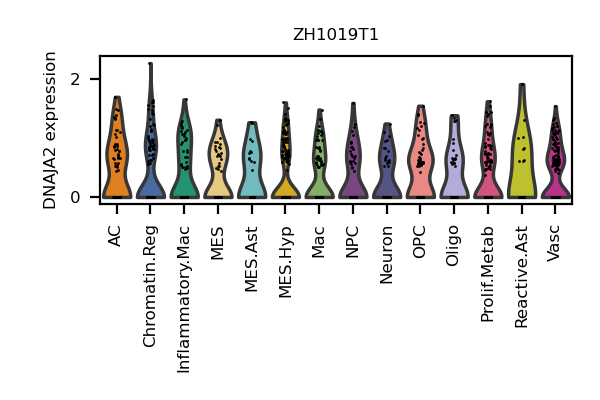 ZH1019T1
DNAJA2 expression
2
0
AC
Chromatin.Reg
Inflammatory.Mac
MES
MES.Ast
MES.Hyp
Mac
NPC
Neuron
OPC
Oligo
Prolif.Metab
Reactive.Ast
Vasc